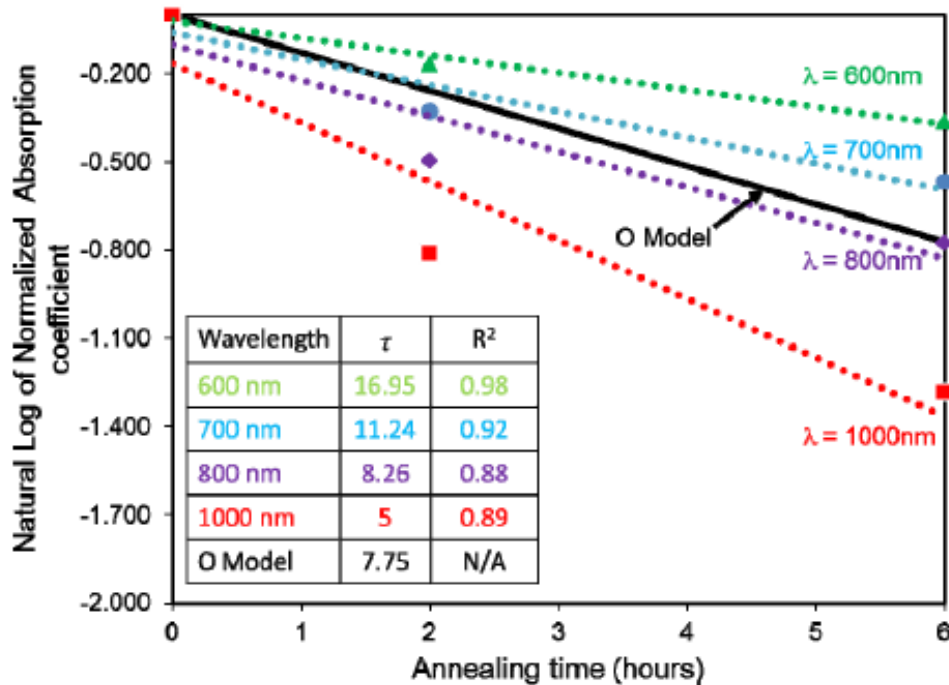 Natural Log of Normalized Absorption
coefficient
-0.200
-0.500
-0.800
-1.100
-1.400
-1.700
-2.000
λ = 600nm
λ = 700nm
O Model
λ = 800nm
λ = 1000nm
Wavelength τ R²
600 nm 16.95 0.98
700 nm 11.24 0.92
800 nm 8.26 0.88
1000 nm 5 0.89
O Model 7.75 N/A
0 1 2 3 4 5 6
Annealing time (hours)